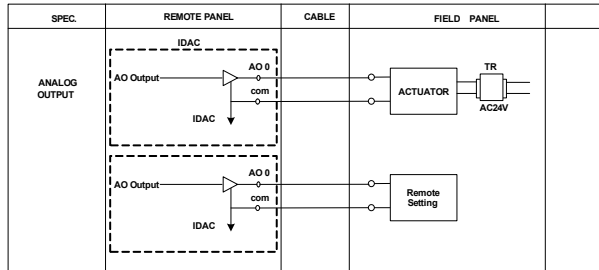 SPEC.
REMOTE PANEL
CABLE
FIELD PANEL
IDAC
AO Output
AO 0
com
IDAC
ANALOG
OUTPUT
ACTUATOR
TR
AC24V
AO Output
AO 0
com
IDAC
Remote
Setting